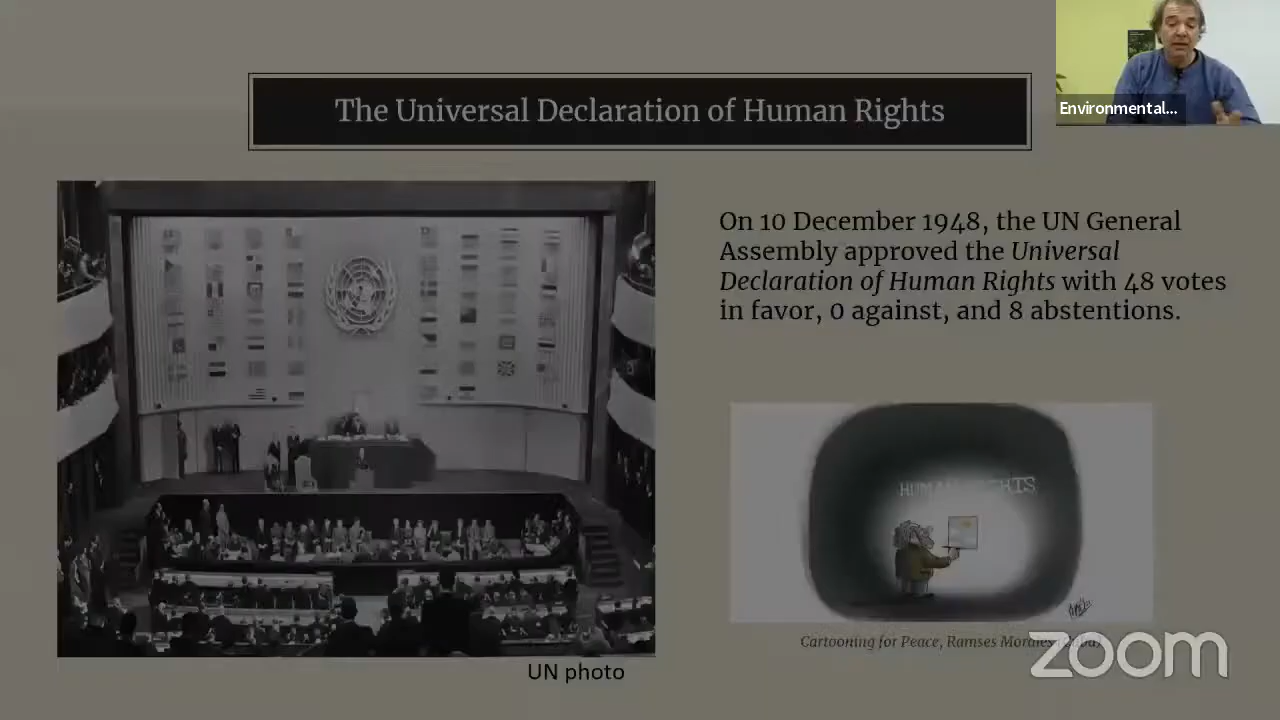 The Universal Declaration of Human Rights
Environmental...
On 10 December 1948, the UN General
Assembly approved the Universal
Declaration of Human Rights with 48 votes
in favor, 0 against, and 8 abstentions.
HUMAN RIGHTS
Cartooning for Peace, Ramses Morales
zoom
UN photo